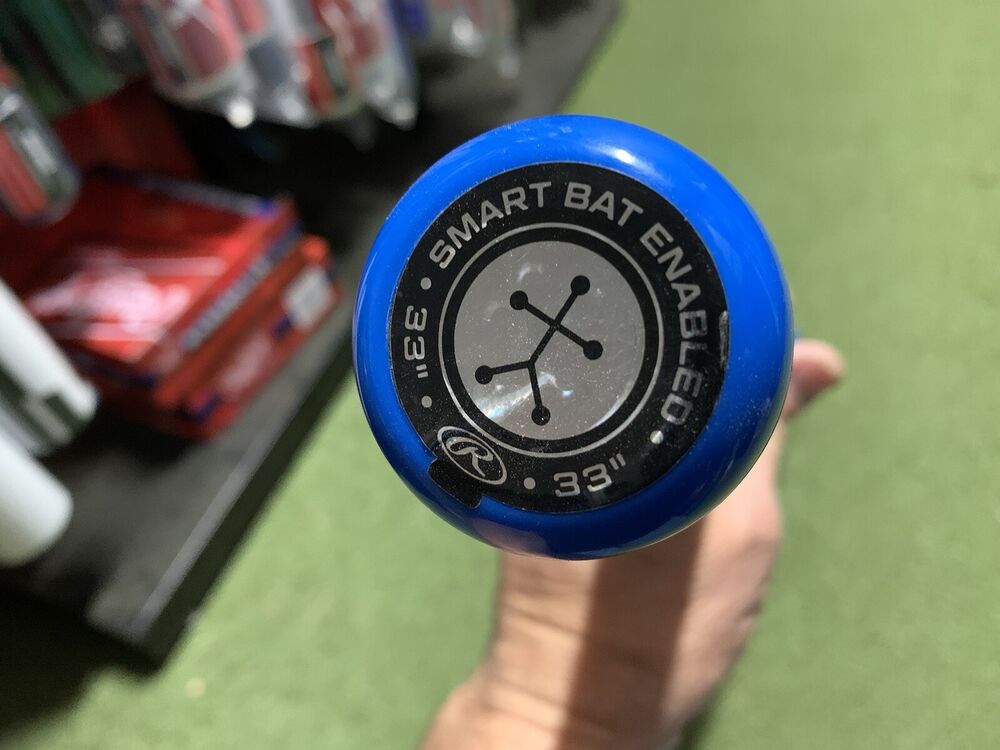 SMART BAT ENABLED
33"
R
33"